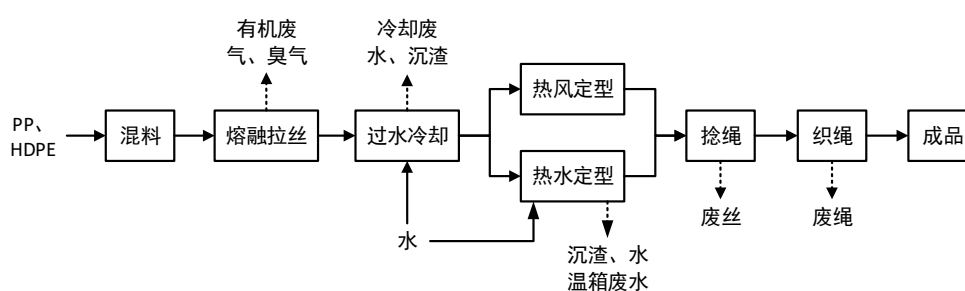 有机废
气、臭气
冷却废
水、沉渣
热风定型
PP、
HDPE
混料
熔融拉丝
过水冷却
捻绳
织绳
成品
热水定型
废丝
废绳
水
沉渣、水
温箱废水